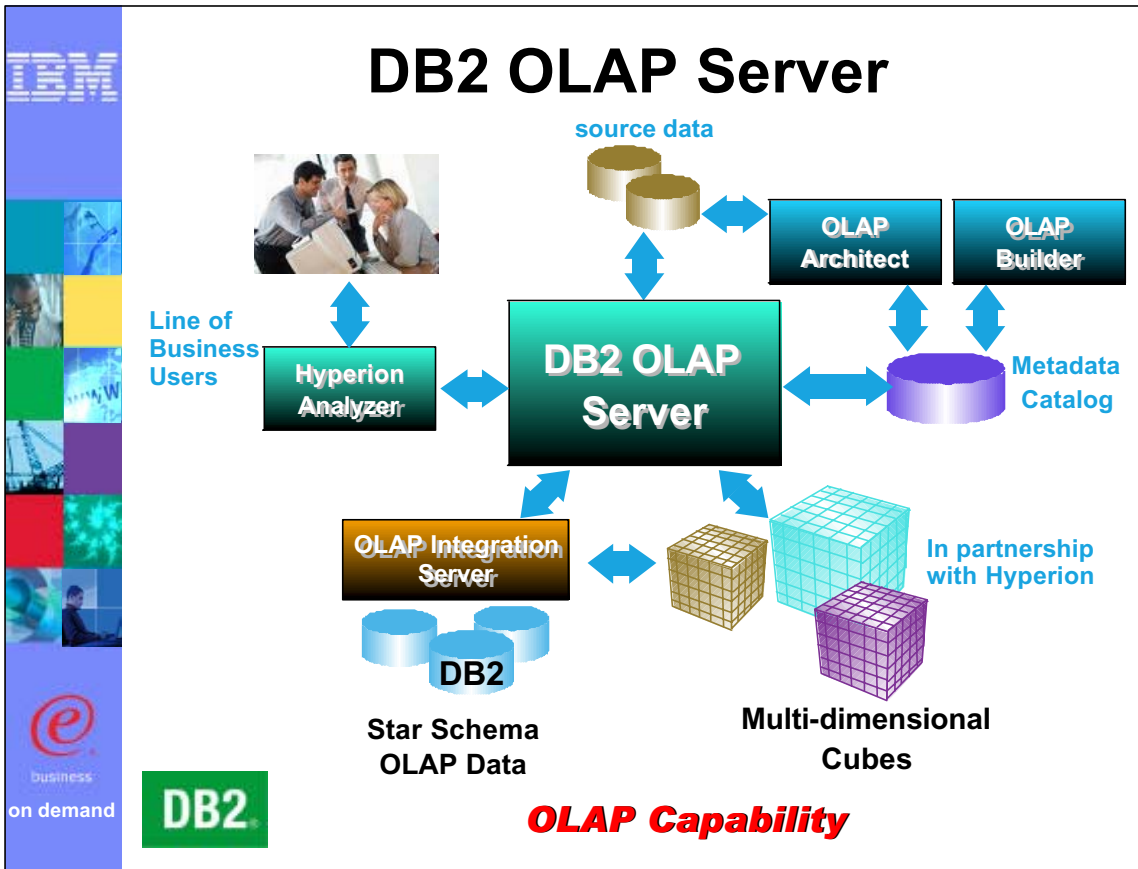 IBM
DB2 OLAP Server
source data
OLAP
Architect
OLAP
Builder
Line of
Business
Users
Hyperion
Analyzer
DB2 OLAP
Server
Metadata
Catalog
OLAP Integration
Server
In partnership
with Hyperion
DB2
Star Schema
OLAP Data
Multi-dimensional
Cubes
www
e
business
on demand
DB2®
OLAP Capability